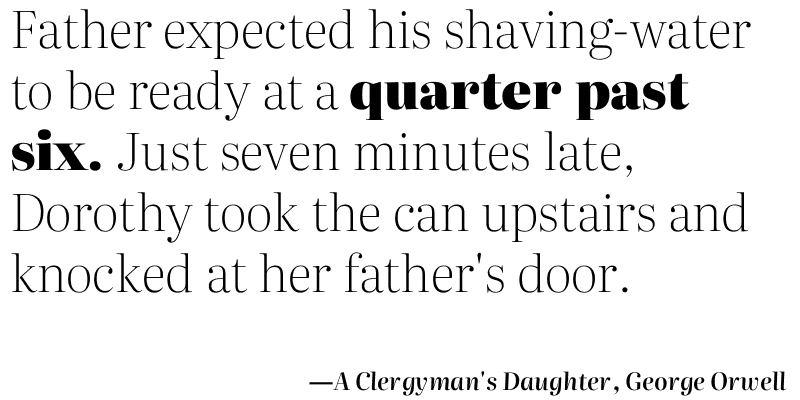 Father expected his shaving-water
to be ready at a quarter past
six. Just seven minutes late,
Dorothy took the can upstairs and
knocked at her father's door.
—A Clergyman's Daughter, George Orwell